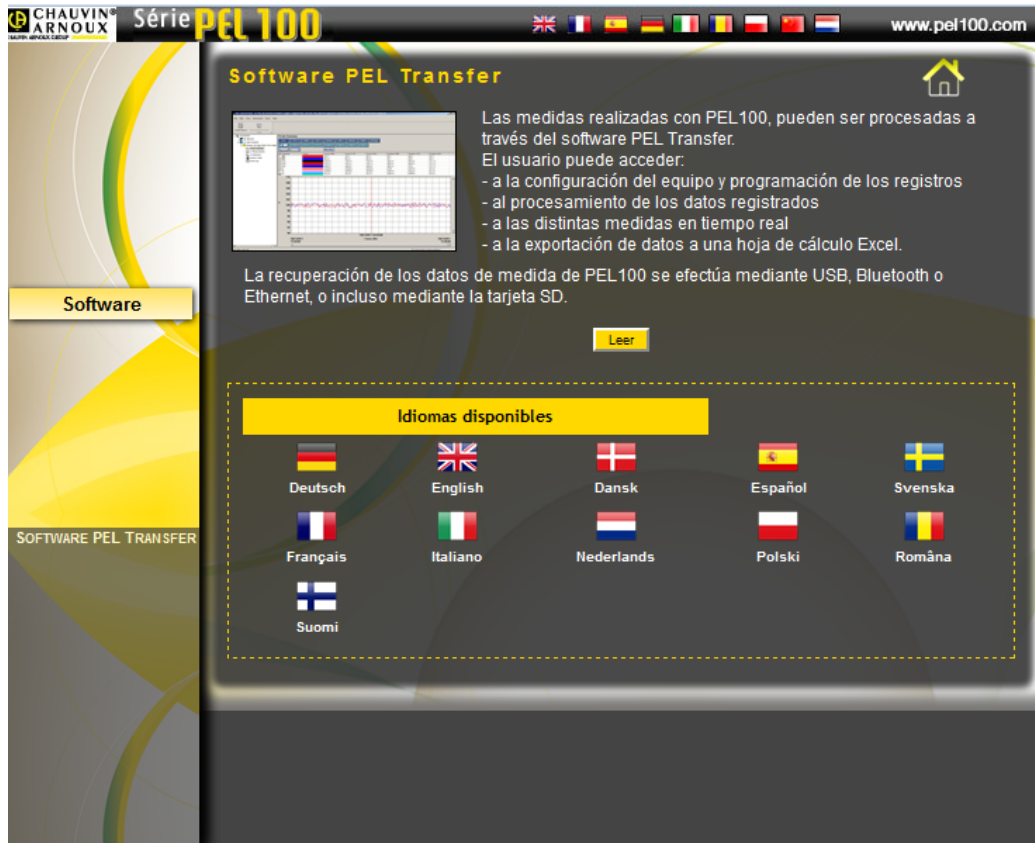 CHAUVIN®
ARNOUX
CHAUVIN ARNOUX GROUP
Série PEL 100
www.pel100.com
Software PEL Transfer
Las medidas realizadas con PEL100, pueden ser procesadas a
través del software PEL Transfer.
El usuario puede acceder:
- a la configuración del equipo y programación de los registros
- al procesamiento de los datos registrados
- a las distintas medidas en tiempo real
- a la exportación de datos a una hoja de cálculo Excel.
La recuperación de los datos de medida de PEL100 se efectúa mediante USB, Bluetooth o
Ethernet, o incluso mediante la tarjeta SD.
Software
Leer
Idiomas disponibles
Deutsch English Dansk Español Svenska
SOFTWARE PEL TRANSFER
Français Italiano Nederlands Polski Româna
Suomi